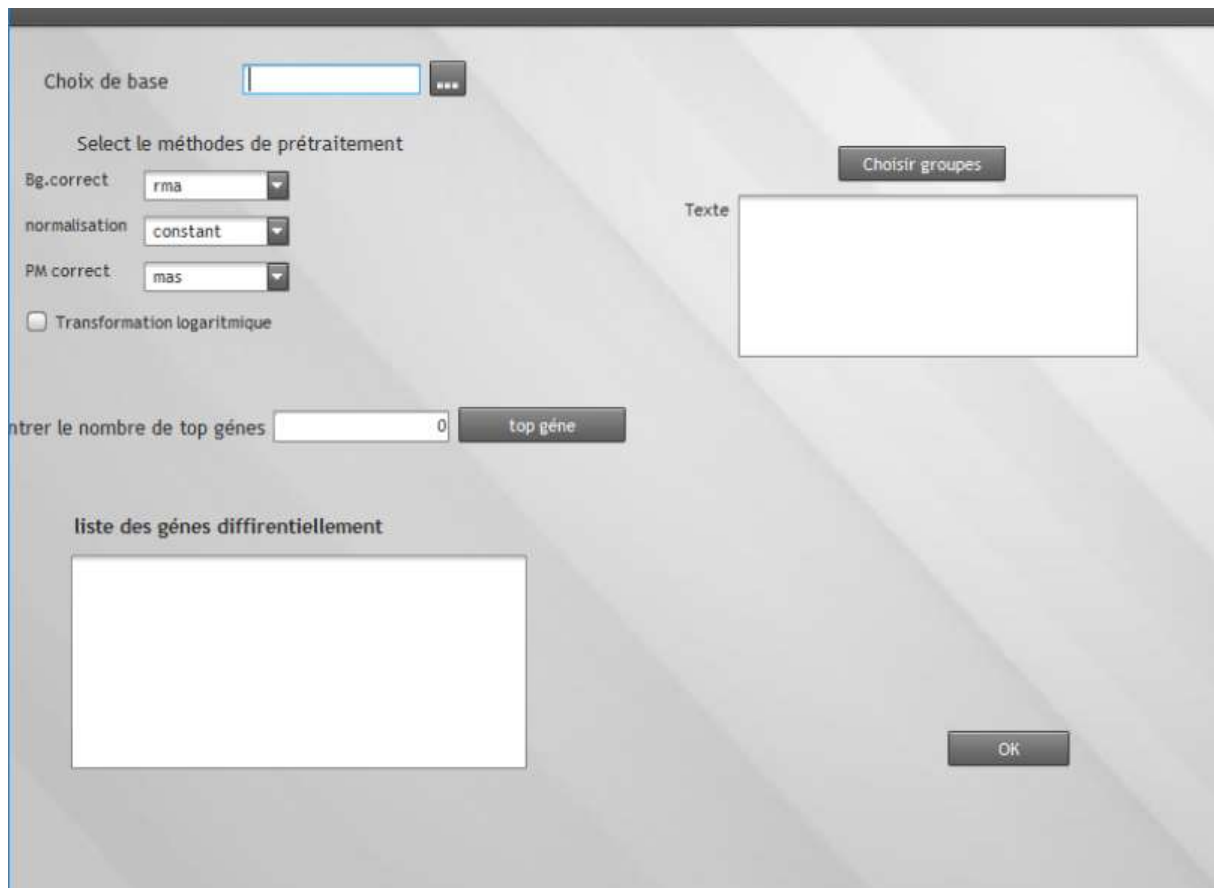 Choix de base
...
Select le méthodes de prétraitement
Bg.correct
rma
normalisation
constant
PM correct
mas
Transformation logaritmique
Choisir groupes
Texte
ntrer le nombre de top génes
0
top géne
liste des génes diffirentiellement
OK